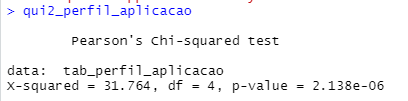 > qui2_perfil_aplicacao
Pearson's Chi-squared test
data:  tab_perfil_aplicacao
X-squared = 31.764, df = 4, p-value = 2.138e-06